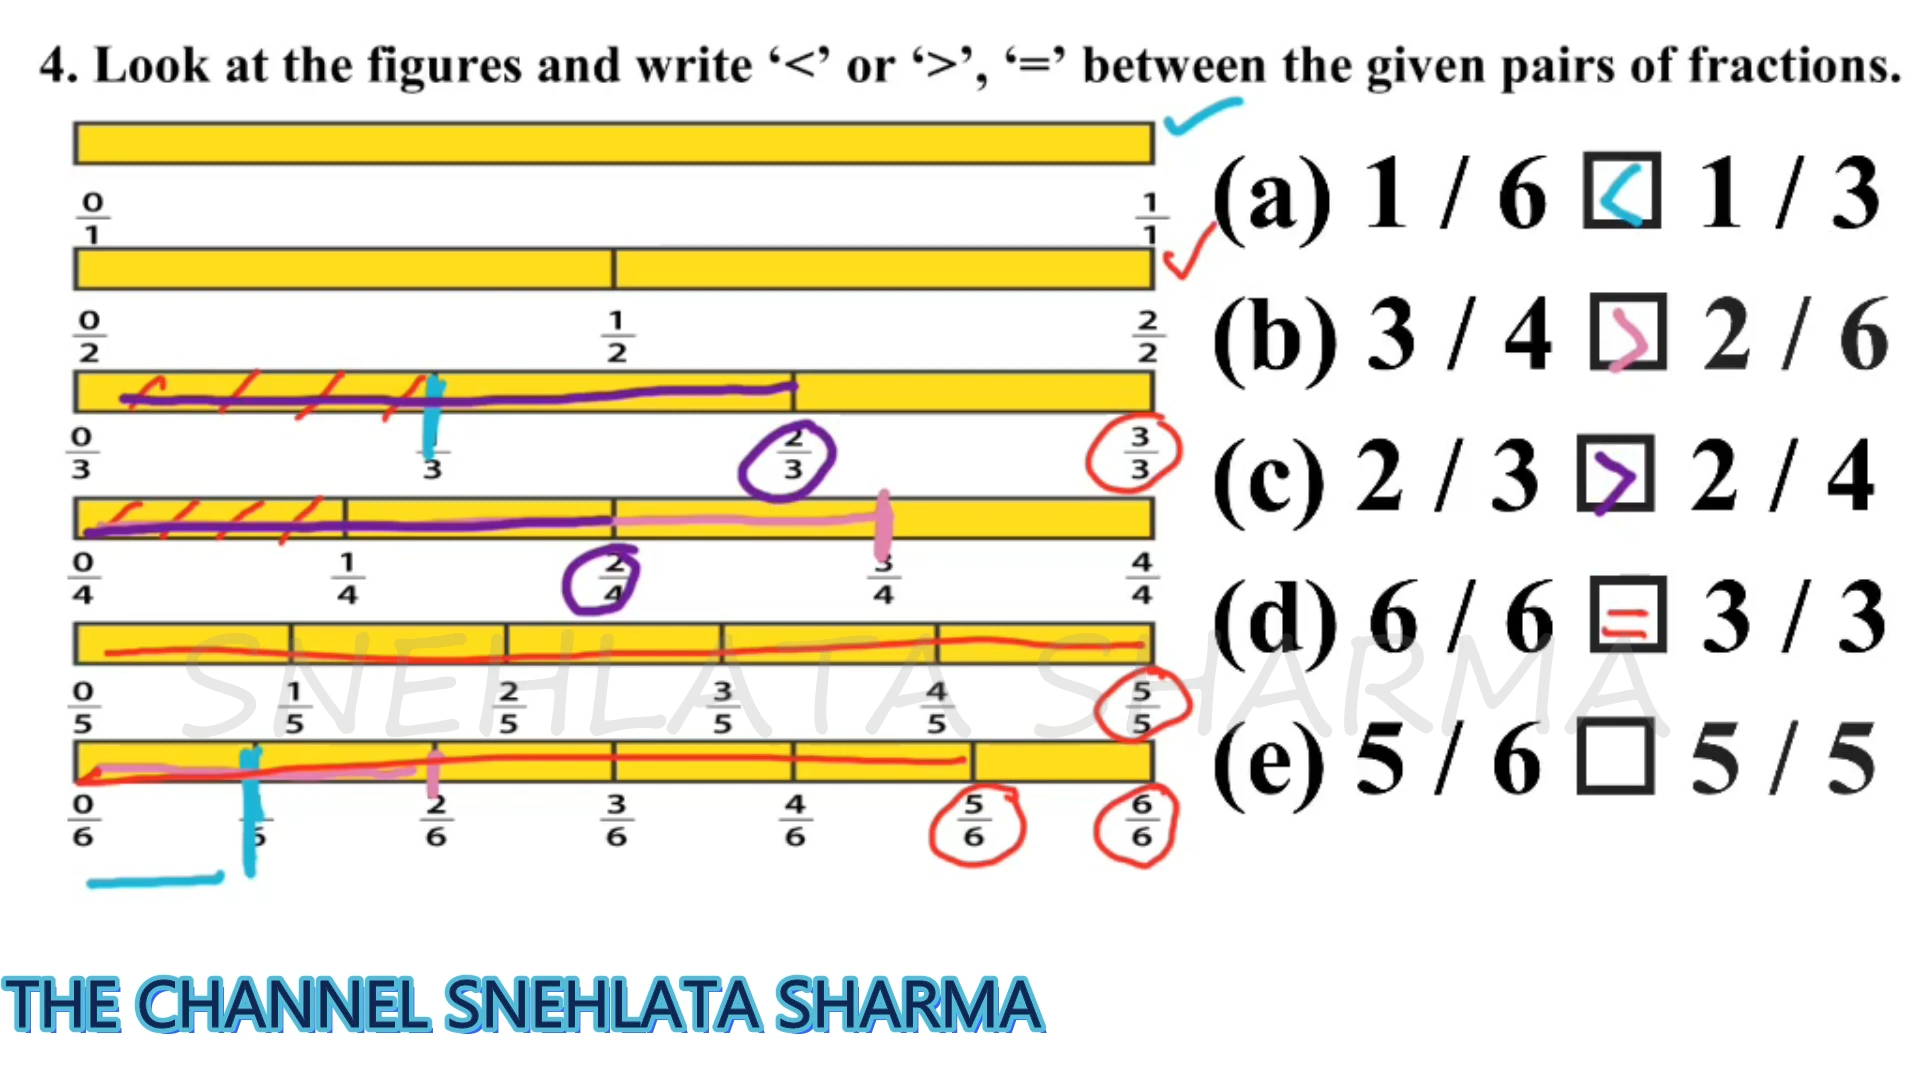 4. Look at the figures and write ‘<’ or ‘>’, ‘=’ between the given pairs of fractions.
0/1 1/1
0/2 1/2 2/2
0/3 3 2/3 3/3
0/4 1/4 2/4 3/4 4/4
0/5 1/5 2/5 3/5 4/5 5/5
0/6 6 2/6 3/6 4/6 5/6 6/6
(a) 1 / 6 < 1 / 3
(b) 3 / 4 > 2 / 6
(c) 2 / 3 > 2 / 4
(d) 6 / 6 = 3 / 3
(e) 5 / 6 □ 5 / 5
SNEHLATA SHARMA
THE CHANNEL SNEHLATA SHARMA